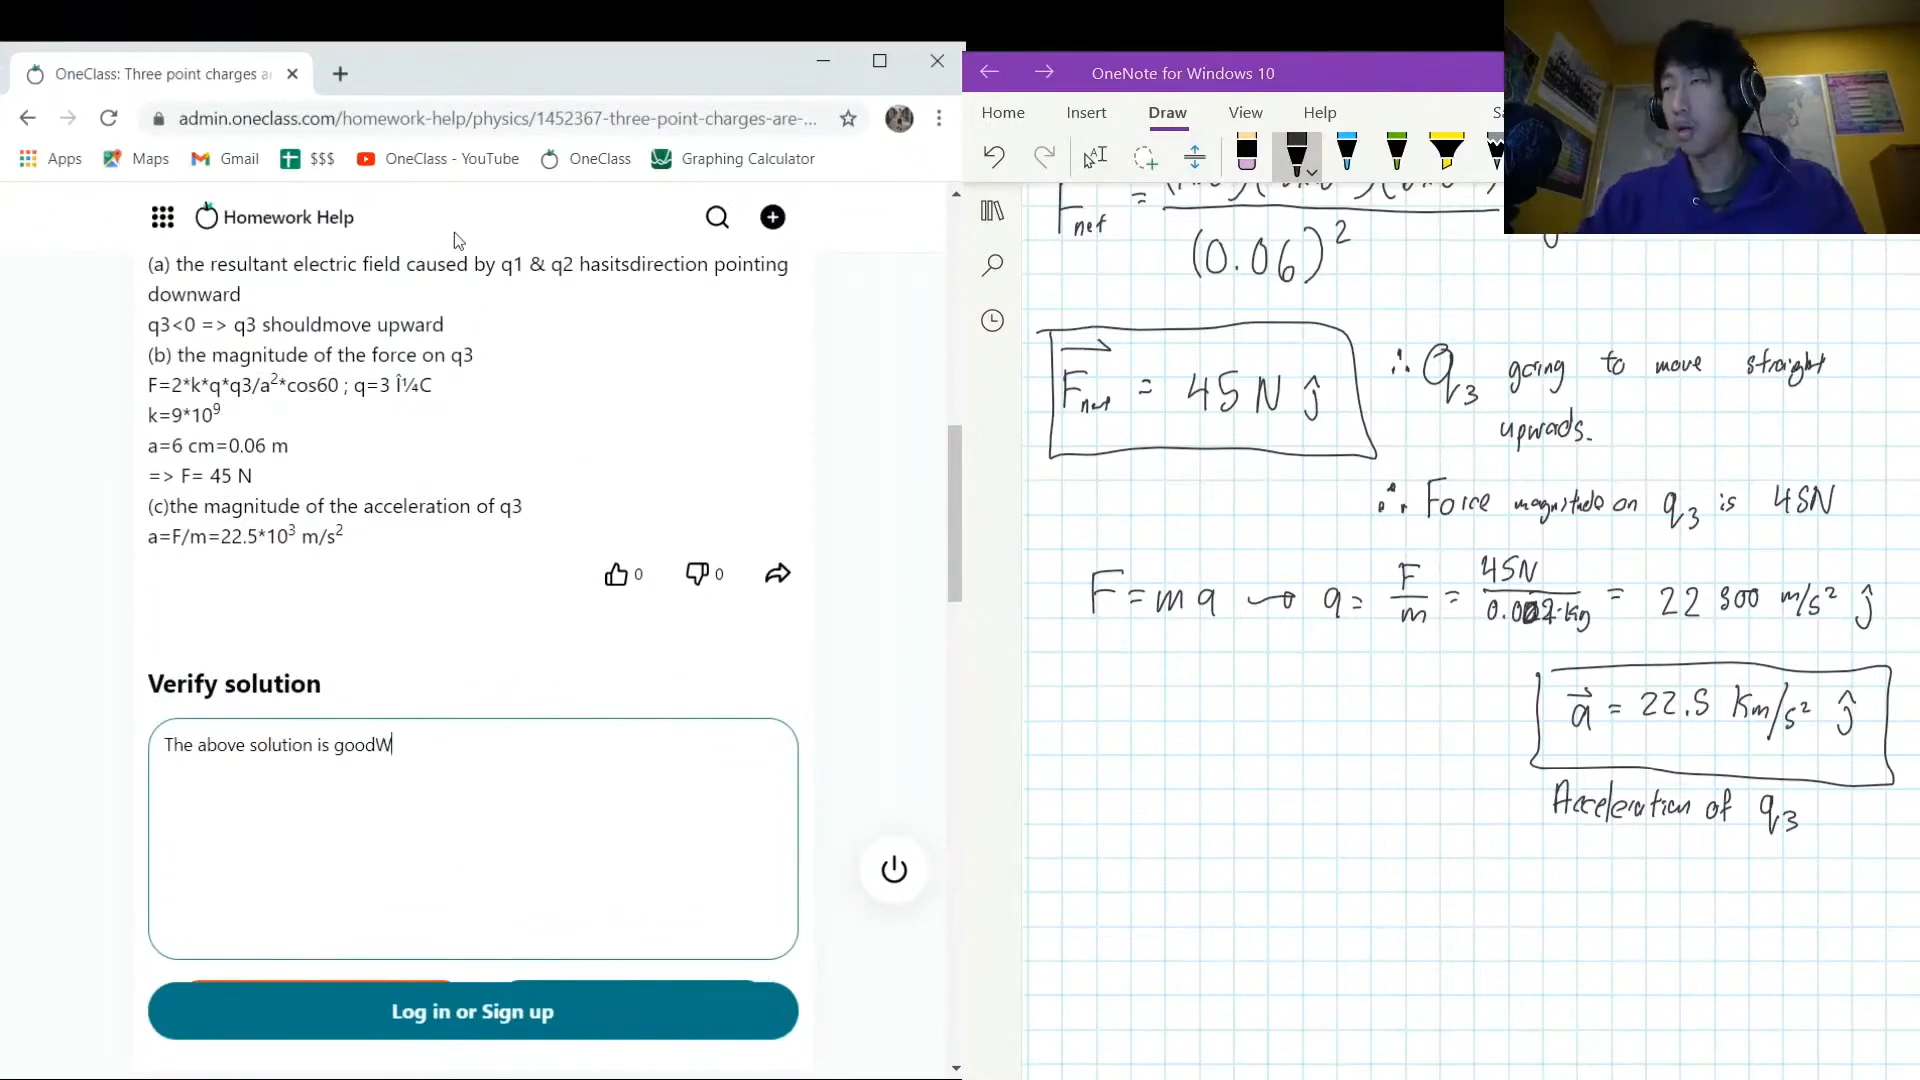 OneClass: Three point charges a
OneNote for Windows 10
admin.oneclass.com/homework-help/physics/1452367-three-point-charges-are-...
Home Insert Draw View Help
Apps Maps Gmail $$$ OneClass - YouTube OneClass Graphing Calculator
Homework Help
(a) the resultant electric field caused by q1 & q2 hasitsdirection pointing
downward
q3<0 => q3 shouldmove upward
(b) the magnitude of the force on q3
F=2*k*q*q3/a²*cos60 ; q=3 Î¼C
k=9*10⁹
a=6 cm=0.06 m
=> F= 45 N
(c)the magnitude of the acceleration of q3
a=F/m=22.5*10³ m/s²
0 0
Verify solution
The above solution is goodW
Log in or Sign up
Fnet =
(0.06)²
Fnet = 45 N ĵ
∴ q3 going to move straight
upwards.
∴ Force magnitude on q3 is 45N
F = ma → a = F/m = 45N/0.002 kg = 22 500 m/s² ĵ
a = 22.5 Km/s² ĵ
Acceleration of q3